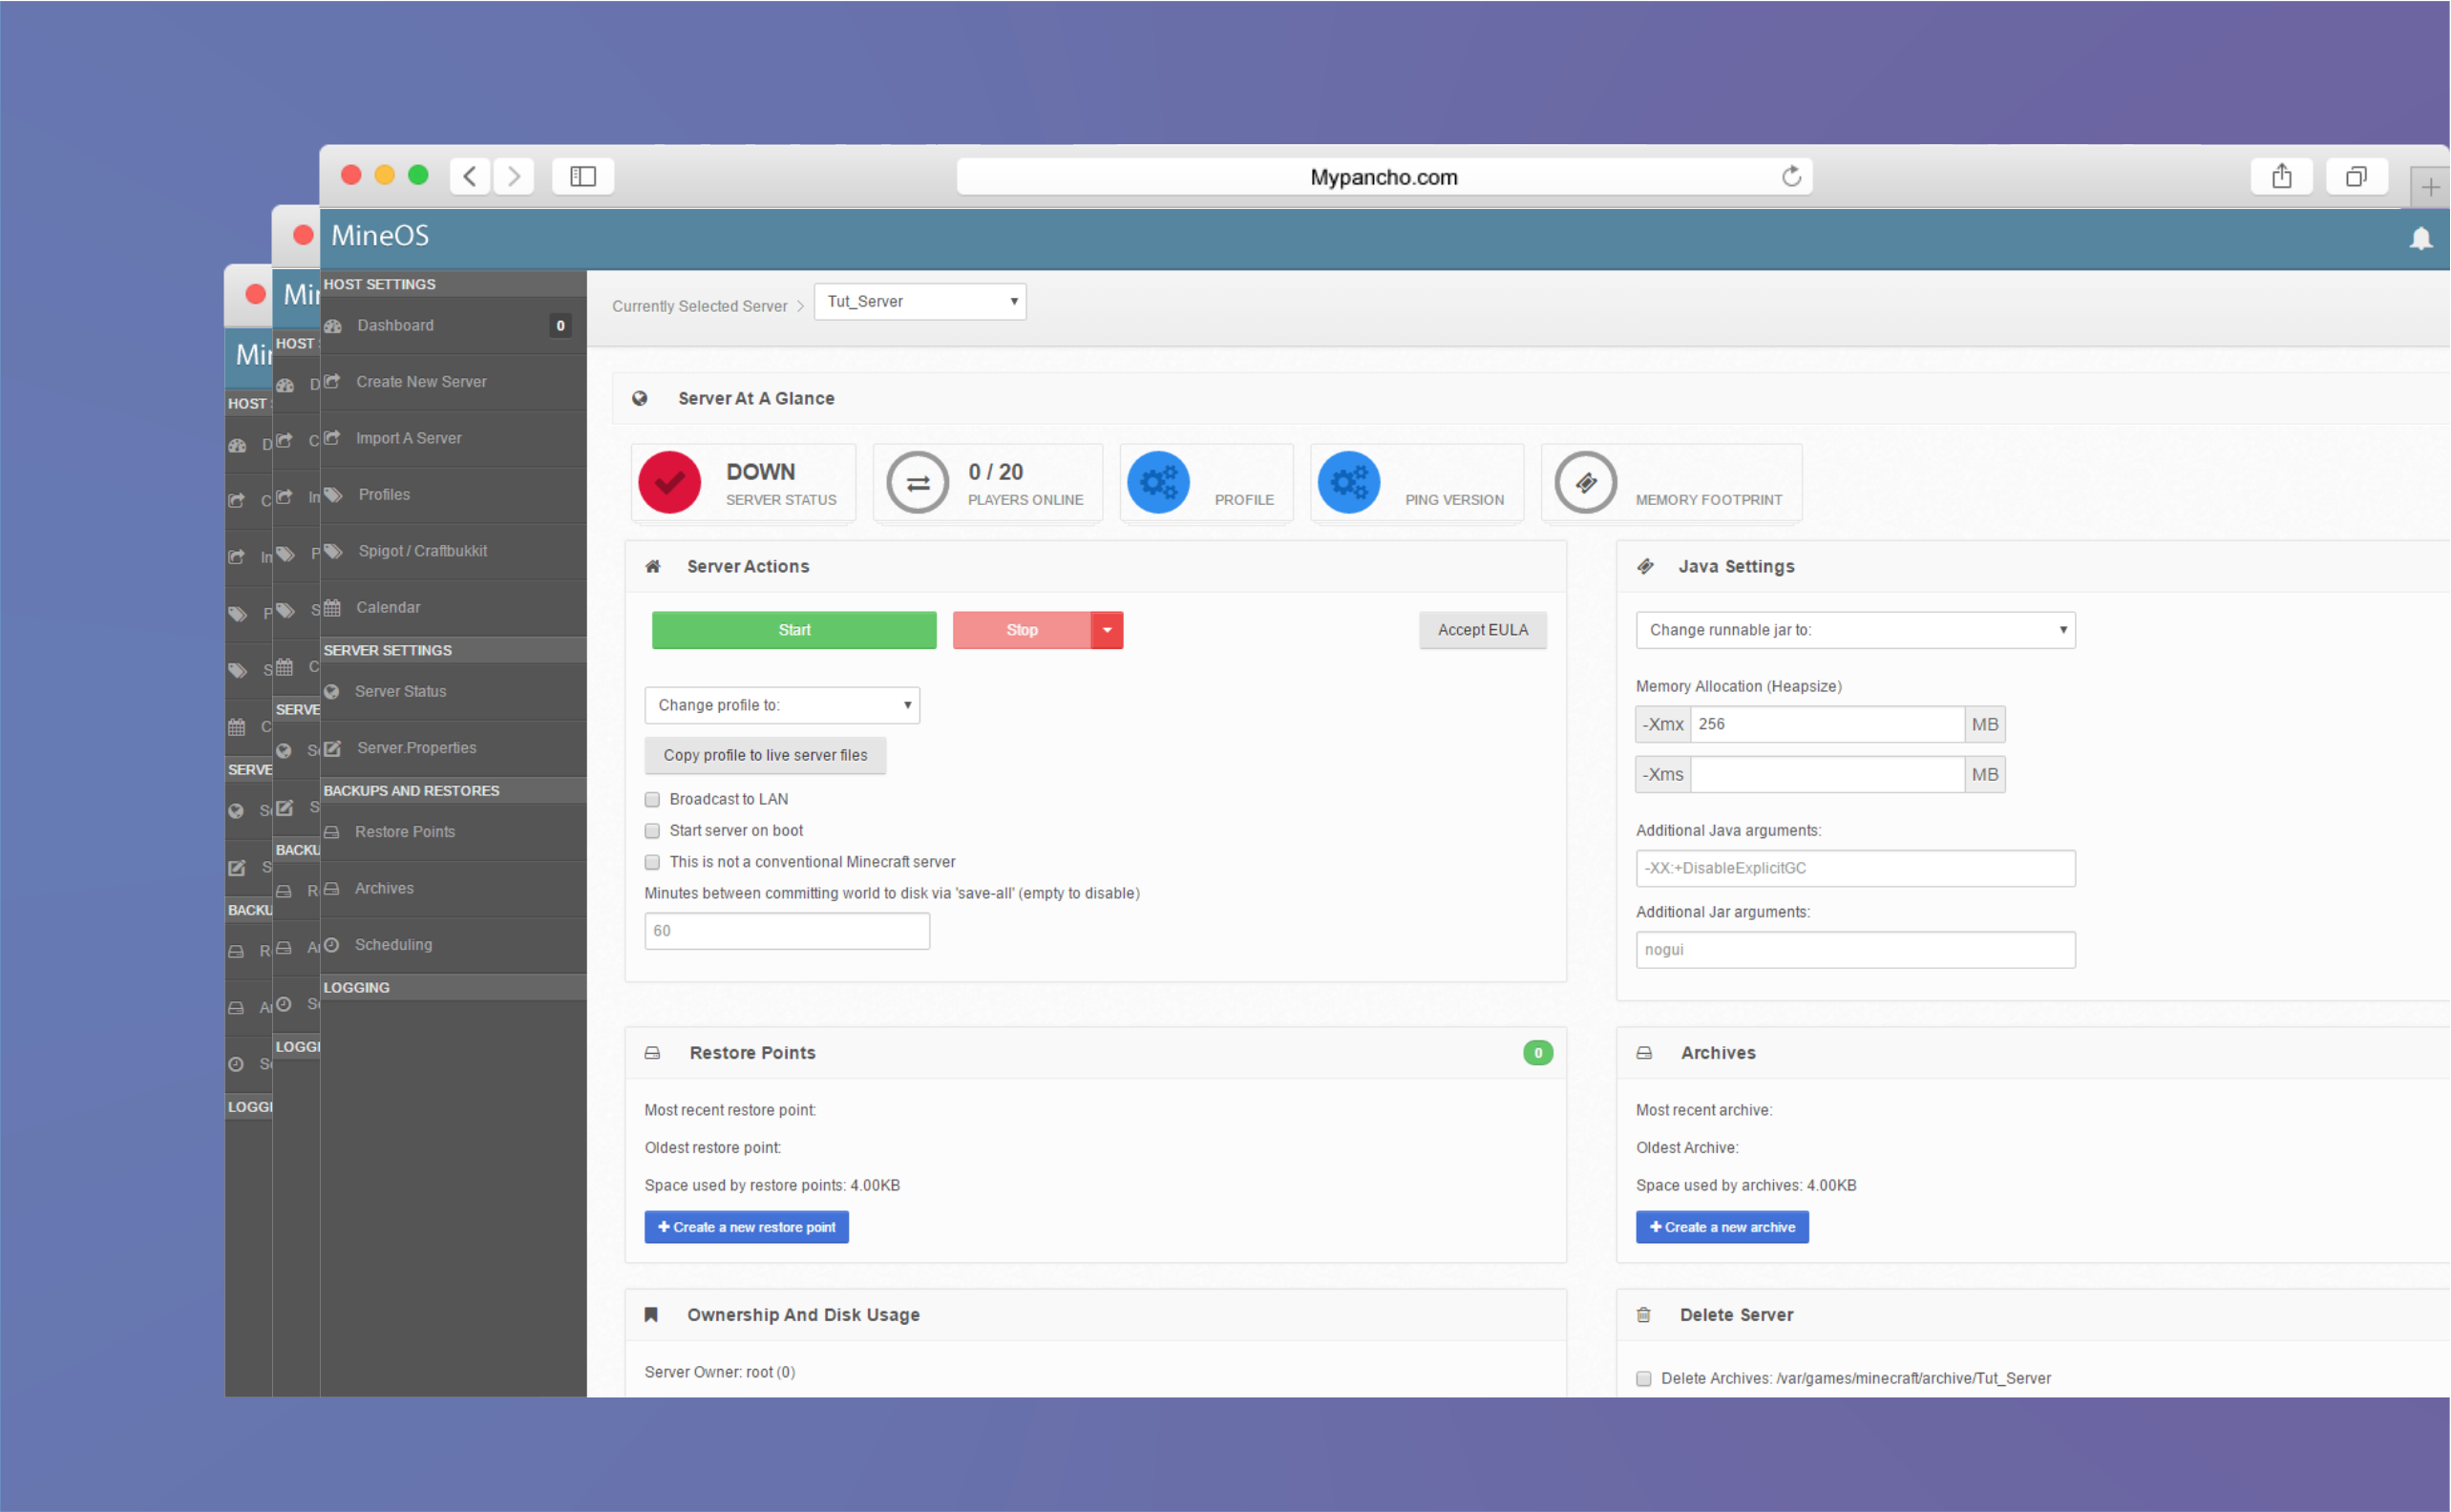 Mypancho.com
MineOS
HOST SETTINGS
Dashboard 0
Create New Server
Import A Server
Profiles
Spigot / Craftbukkit
Calendar
SERVER SETTINGS
Server Status
Server.Properties
BACKUPS AND RESTORES
Restore Points
Archives
Scheduling
LOGGING
Currently Selected Server > Tut_Server
Server At A Glance
DOWN
SERVER STATUS
0 / 20
PLAYERS ONLINE
PROFILE
PING VERSION
MEMORY FOOTPRINT
Server Actions
Start Stop Accept EULA
Change profile to:
Copy profile to live server files
Broadcast to LAN
Start server on boot
This is not a conventional Minecraft server
Minutes between committing world to disk via 'save-all' (empty to disable)
60
Java Settings
Change runnable jar to:
Memory Allocation (Heapsize)
-Xmx 256 MB
-Xms MB
Additional Java arguments:
-XX:+DisableExplicitGC
Additional Jar arguments:
nogui
Restore Points 0
Most recent restore point:
Oldest restore point:
Space used by restore points: 4.00KB
+ Create a new restore point
Archives
Most recent archive:
Oldest Archive:
Space used by archives: 4.00KB
+ Create a new archive
Ownership And Disk Usage
Server Owner: root (0)
Delete Server
Delete Archives: /var/games/minecraft/archive/Tut_Server